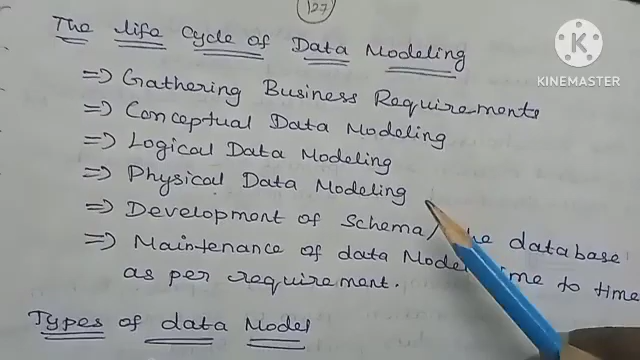 127
The life Cycle of Data Modeling
K
KINEMASTER
=> Gathering Business Requirements
=> Conceptual Data Modeling
=> Logical Data Modeling
=> Physical Data Modeling
=> Development of Schema/ database
=> Maintenance of data Model to time
as per requirement.
Types of data Model